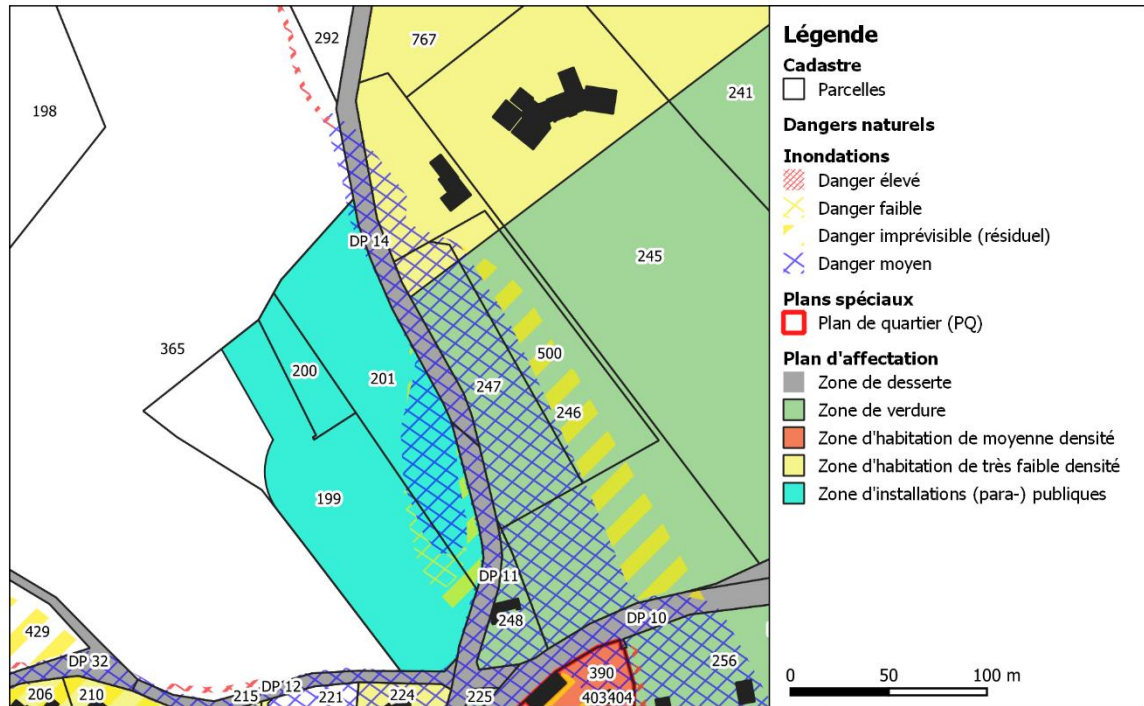 292
767
198
241
DP 14
245
365
200
201
247
500
246
199
DP 11
248
DP 10
429
DP 32
206
210
215
DP 12
221
224
225
390
403
404
256
Légende
Cadastre
Parcelles
Dangers naturels
Inondations
Danger élevé
Danger faible
Danger imprévisible (résiduel)
Danger moyen
Plans spéciaux
Plan de quartier (PQ)
Plan d'affectation
Zone de desserte
Zone de verdure
Zone d'habitation de moyenne densité
Zone d'habitation de très faible densité
Zone d'installations (para-) publiques
0 50 100 m